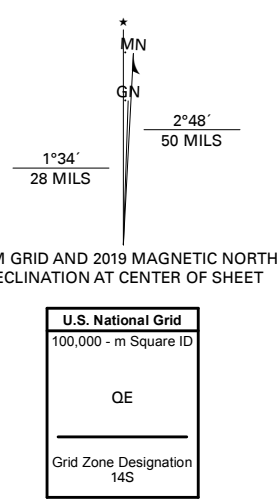 ★
MN
GN
2°48´
50 MILS
1°34´
28 MILS
M GRID AND 2019 MAGNETIC NORTH
ECLINATION AT CENTER OF SHEET
U.S. National Grid
100,000 - m Square ID
QE
Grid Zone Designation
14S